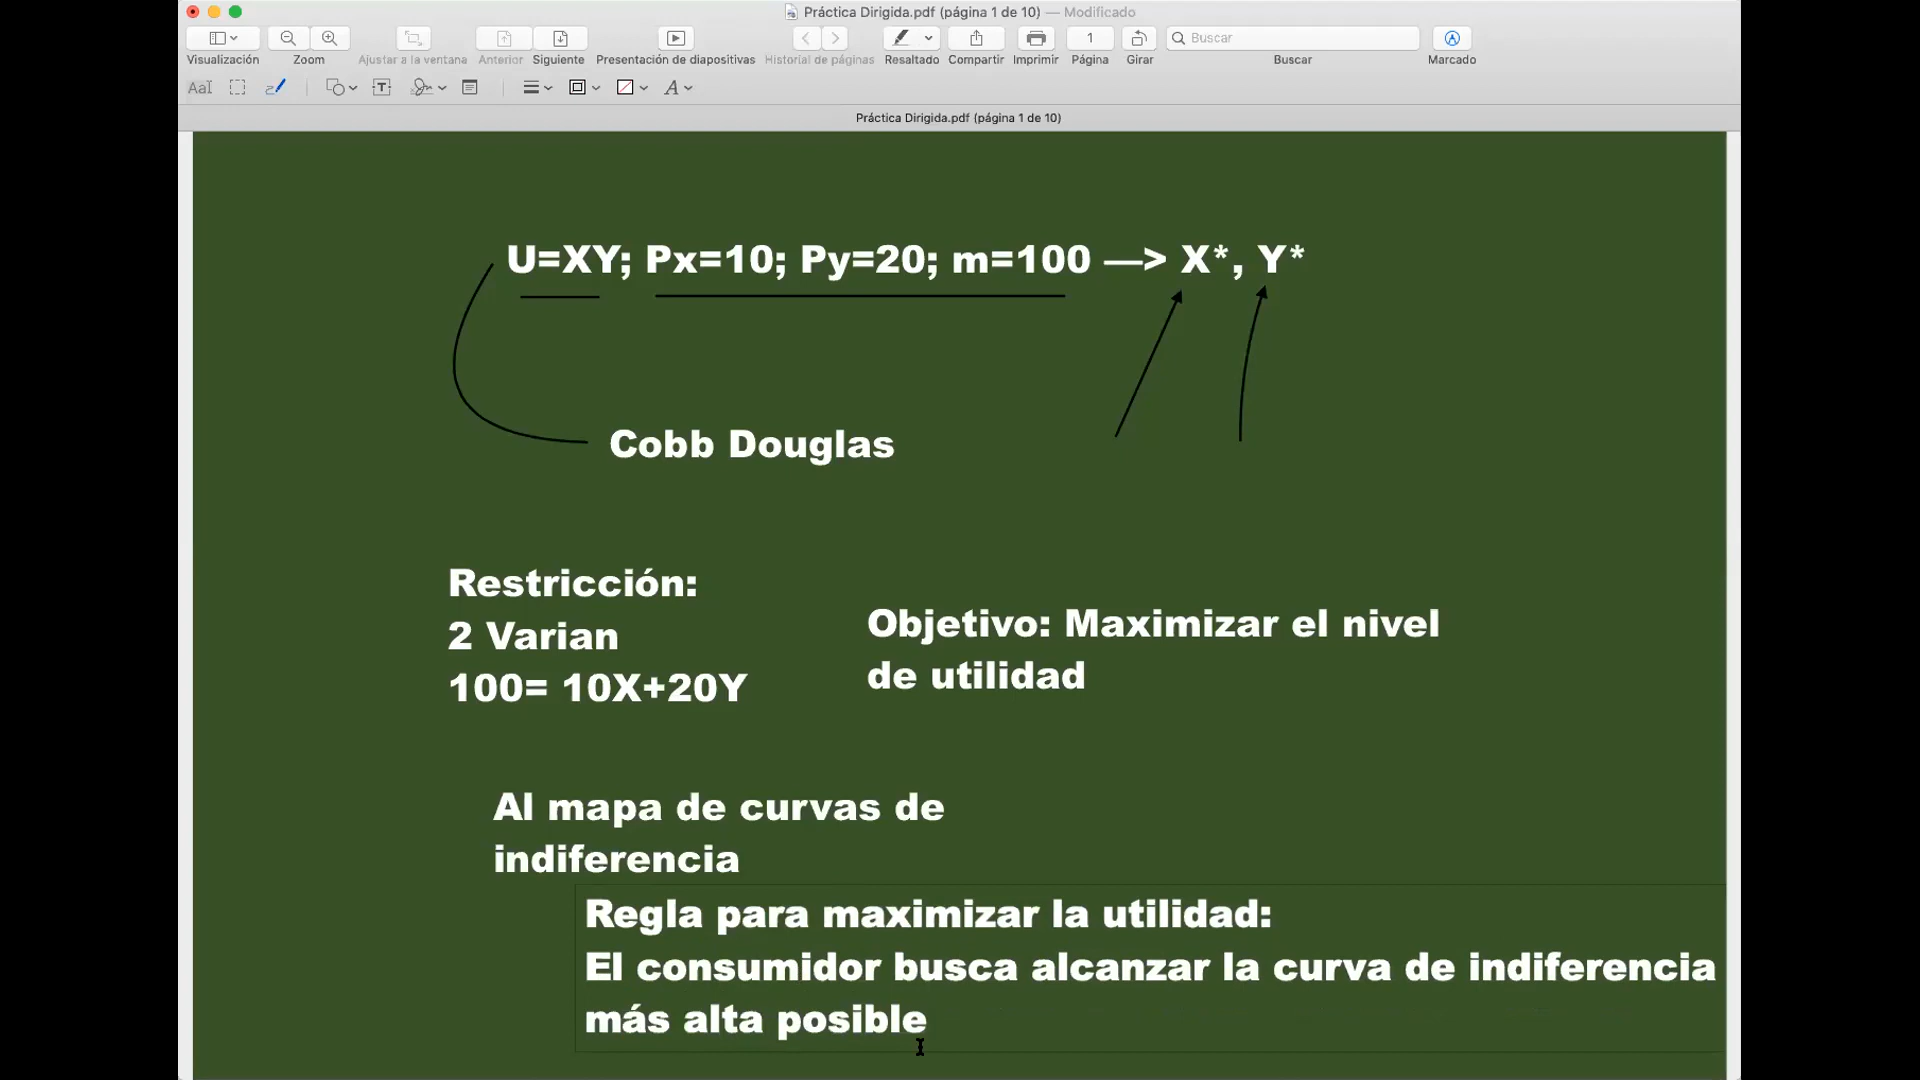 Práctica Dirigida.pdf (página 1 de 10) — Modificado
1
Buscar
Visualización Zoom Ajustar a la ventana Anterior Siguiente Presentación de diapositivas Historial de páginas Resaltado Compartir Imprimir Página Girar Buscar Marcado
AaI T A
Práctica Dirigida.pdf (página 1 de 10)
U=XY; Px=10; Py=20; m=100 —> X*, Y*
Cobb Douglas
Restricción:
2 Varian
100= 10X+20Y
Objetivo: Maximizar el nivel
de utilidad
Al mapa de curvas de
indiferencia
Regla para maximizar la utilidad:
El consumidor busca alcanzar la curva de indiferencia
más alta posible